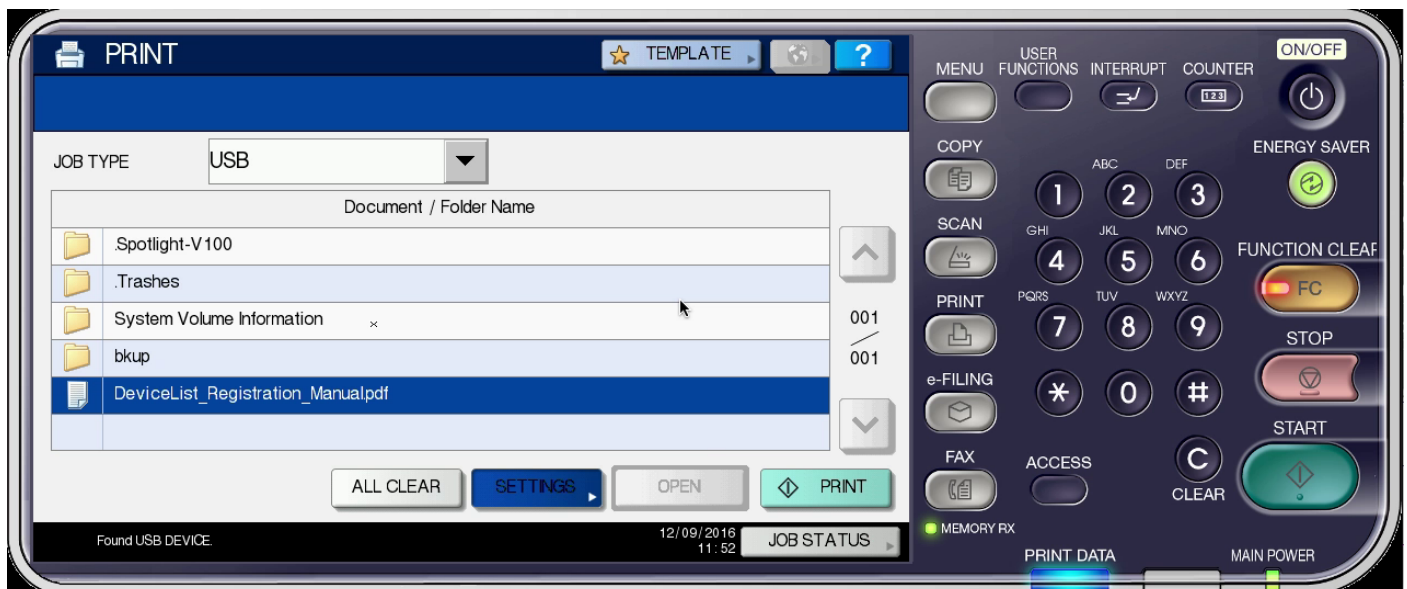 PRINT
TEMPLATE
?
JOB TYPE
USB
Document / Folder Name
.Spotlight-V100
.Trashes
System Volume Information
bkup
DeviceList_Registration_Manual.pdf
001
001
ALL CLEAR
SETTINGS
OPEN
PRINT
Found USB DEVICE.
12/09/2016
11:52
JOB STATUS
MENU
USER
FUNCTIONS
INTERRUPT
COUNTER
123
ON/OFF
COPY
ENERGY SAVER
ABC
DEF
1
2
3
SCAN
GHI
JKL
MNO
4
5
6
FUNCTION CLEAR
FC
PRINT
PQRS
TUV
WXYZ
7
8
9
STOP
e-FILING
*
0
#
START
FAX
ACCESS
C
CLEAR
MEMORY RX
PRINT DATA
MAIN POWER